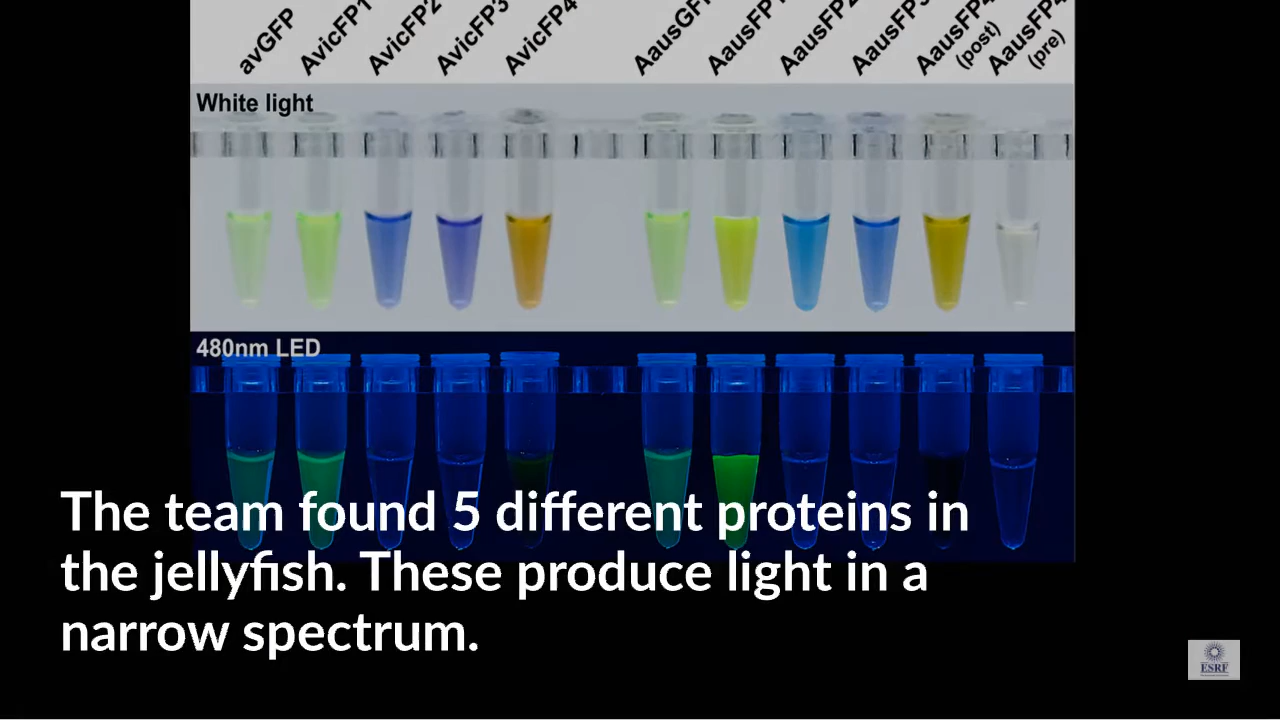 avGFP AvicFP1 AvicFP2 AvicFP3 AvicFP4 AausGFP AausFP1 AausFP2 AausFP3 AausFP4 (post) AausFP4 (pre)
White light
480nm LED
The team found 5 different proteins in
the jellyfish. These produce light in a
narrow spectrum.
ESRF